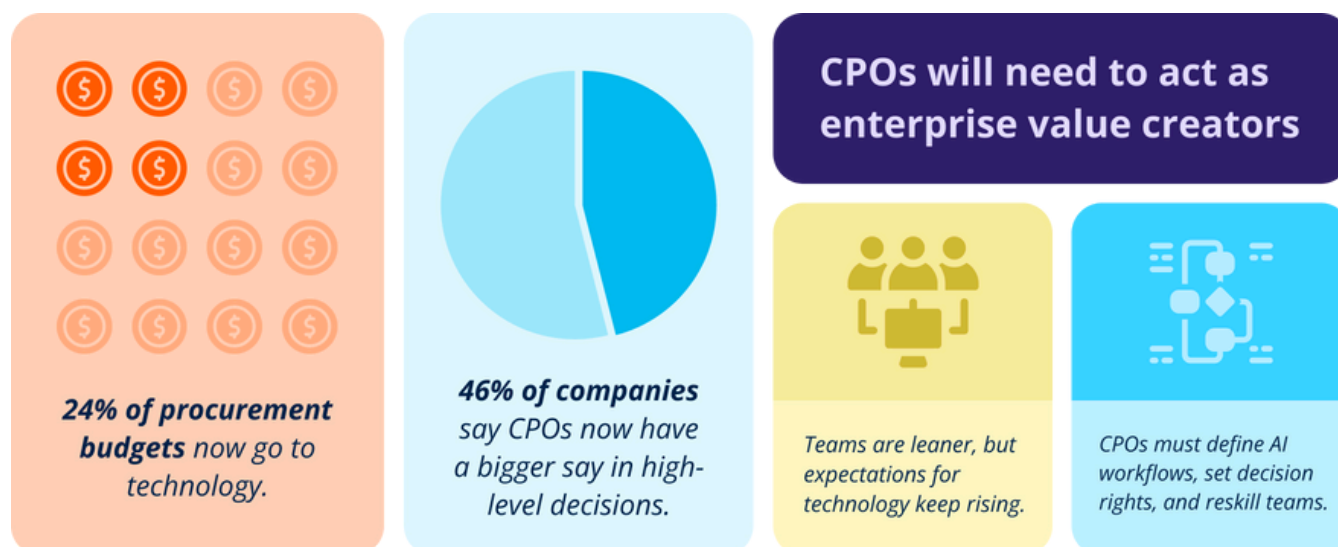 24% of procurement
budgets now go to
technology.
46% of companies
say CPOs now have
a bigger say in high-
level decisions.
CPOs will need to act as
enterprise value creators
Teams are leaner, but
expectations for
technology keep rising.
CPOs must define AI
workflows, set decision
rights, and reskill teams.